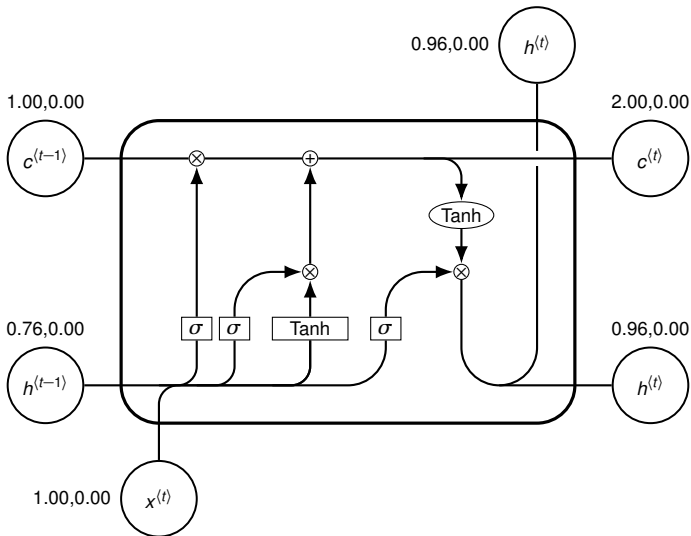 0.96,0.00
h⟨t⟩
1.00,0.00
2.00,0.00
c⟨t−1⟩
×
+
c⟨t⟩
Tanh
×
×
0.76,0.00
0.96,0.00
σ
σ
Tanh
σ
h⟨t−1⟩
h⟨t⟩
1.00,0.00
x⟨t⟩